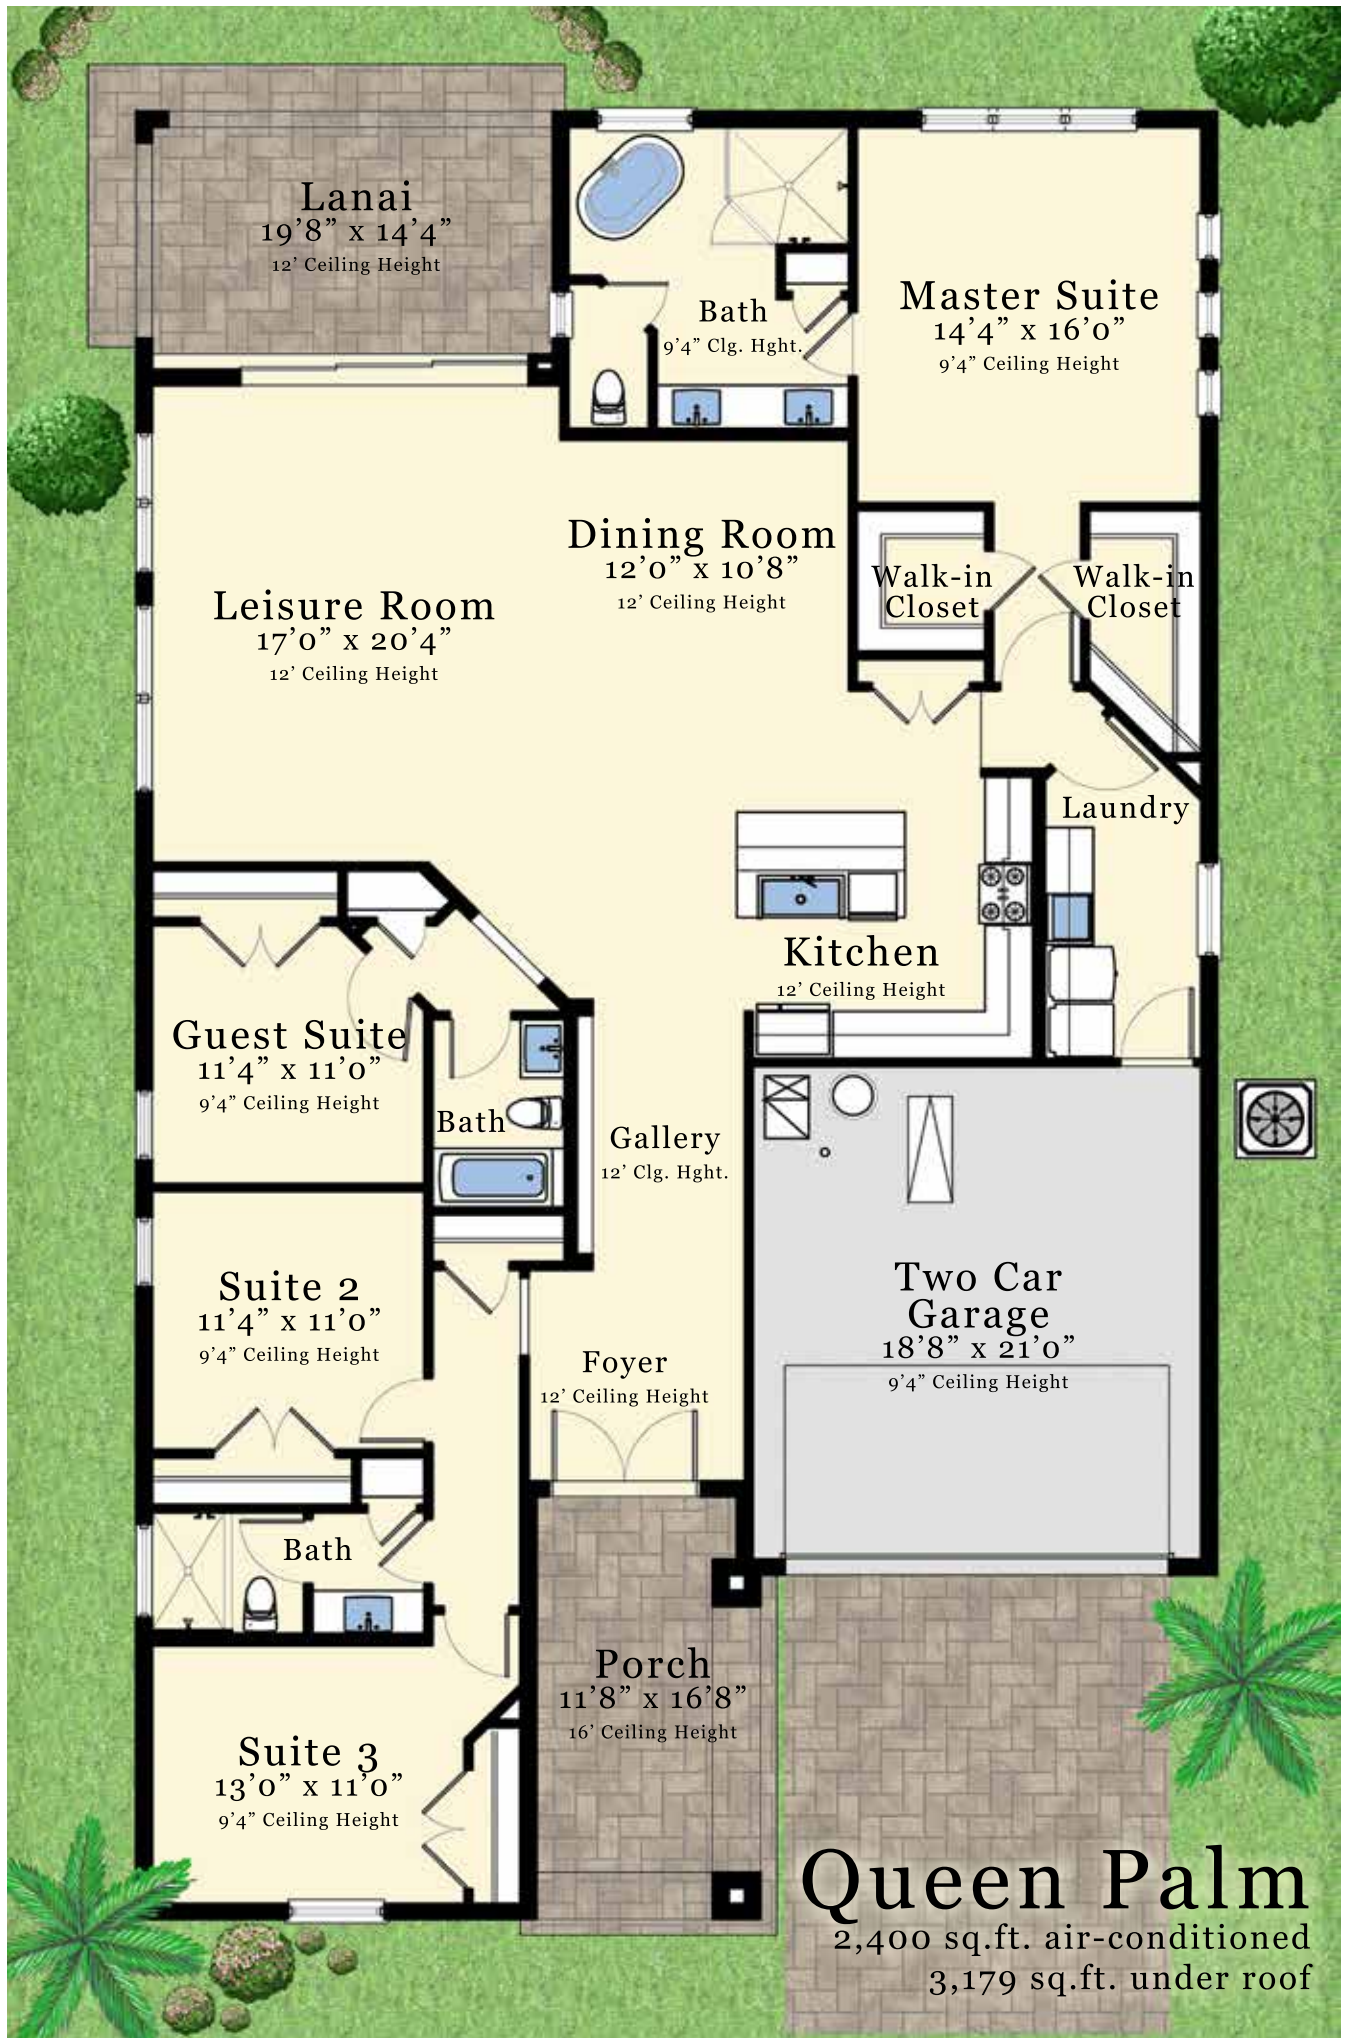 Lanai
19’8” x 14’4”
12’ Ceiling Height
Bath
9’4” Clg. Hght.
Master Suite
14’4” x 16’0”
9’4” Ceiling Height
Dining Room
12’0” x 10’8”
12’ Ceiling Height
Walk-in
Closet
Walk-in
Closet
Leisure Room
17’0” x 20’4”
12’ Ceiling Height
Laundry
Kitchen
12’ Ceiling Height
Guest Suite
11’4” x 11’0”
9’4” Ceiling Height
Bath
Gallery
12’ Clg. Hght.
Two Car
Garage
18’8” x 21’0”
9’4” Ceiling Height
Suite 2
11’4” x 11’0”
9’4” Ceiling Height
Foyer
12’ Ceiling Height
Bath
Porch
11’8” x 16’8”
16’ Ceiling Height
Suite 3
13’0” x 11’0”
9’4” Ceiling Height
Queen Palm
2,400 sq.ft. air-conditioned
3,179 sq.ft. under roof